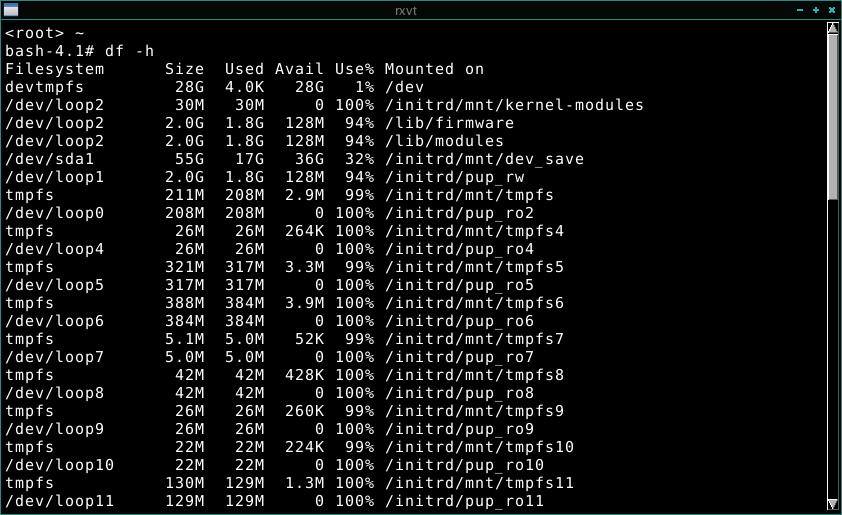 rxvt
<root> ~
bash-4.1# df -h
Filesystem      Size  Used Avail Use% Mounted on
devtmpfs         28G  4.0K   28G   1% /dev
/dev/loop2       30M   30M     0 100% /initrd/mnt/kernel-modules
/dev/loop2      2.0G  1.8G  128M  94% /lib/firmware
/dev/loop2      2.0G  1.8G  128M  94% /lib/modules
/dev/sda1        55G   17G   36G  32% /initrd/mnt/dev_save
/dev/loop1      2.0G  1.8G  128M  94% /initrd/pup_rw
tmpfs           211M  208M  2.9M  99% /initrd/mnt/tmpfs
/dev/loop0      208M  208M     0 100% /initrd/pup_ro2
tmpfs            26M   26M  264K 100% /initrd/mnt/tmpfs4
/dev/loop4       26M   26M     0 100% /initrd/pup_ro4
tmpfs           321M  317M  3.3M  99% /initrd/mnt/tmpfs5
/dev/loop5      317M  317M     0 100% /initrd/pup_ro5
tmpfs           388M  384M  3.9M 100% /initrd/mnt/tmpfs6
/dev/loop6      384M  384M     0 100% /initrd/pup_ro6
tmpfs           5.1M  5.0M   52K  99% /initrd/mnt/tmpfs7
/dev/loop7      5.0M  5.0M     0 100% /initrd/pup_ro7
tmpfs            42M   42M  428K 100% /initrd/mnt/tmpfs8
/dev/loop8       42M   42M     0 100% /initrd/pup_ro8
tmpfs            26M   26M  260K  99% /initrd/mnt/tmpfs9
/dev/loop9       26M   26M     0 100% /initrd/pup_ro9
tmpfs            22M   22M  224K  99% /initrd/mnt/tmpfs10
/dev/loop10      22M   22M     0 100% /initrd/pup_ro10
tmpfs           130M  129M  1.3M 100% /initrd/mnt/tmpfs11
/dev/loop11     129M  129M     0 100% /initrd/pup_ro11